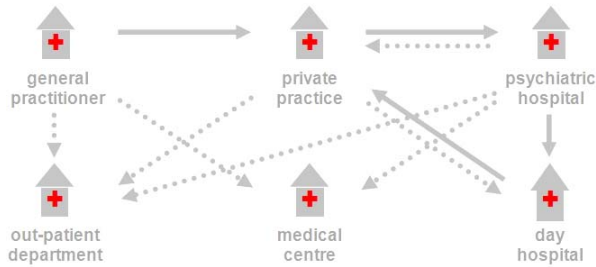 general
practitioner
private
practice
psychiatric
hospital
out-patient
department
medical
centre
day
hospital